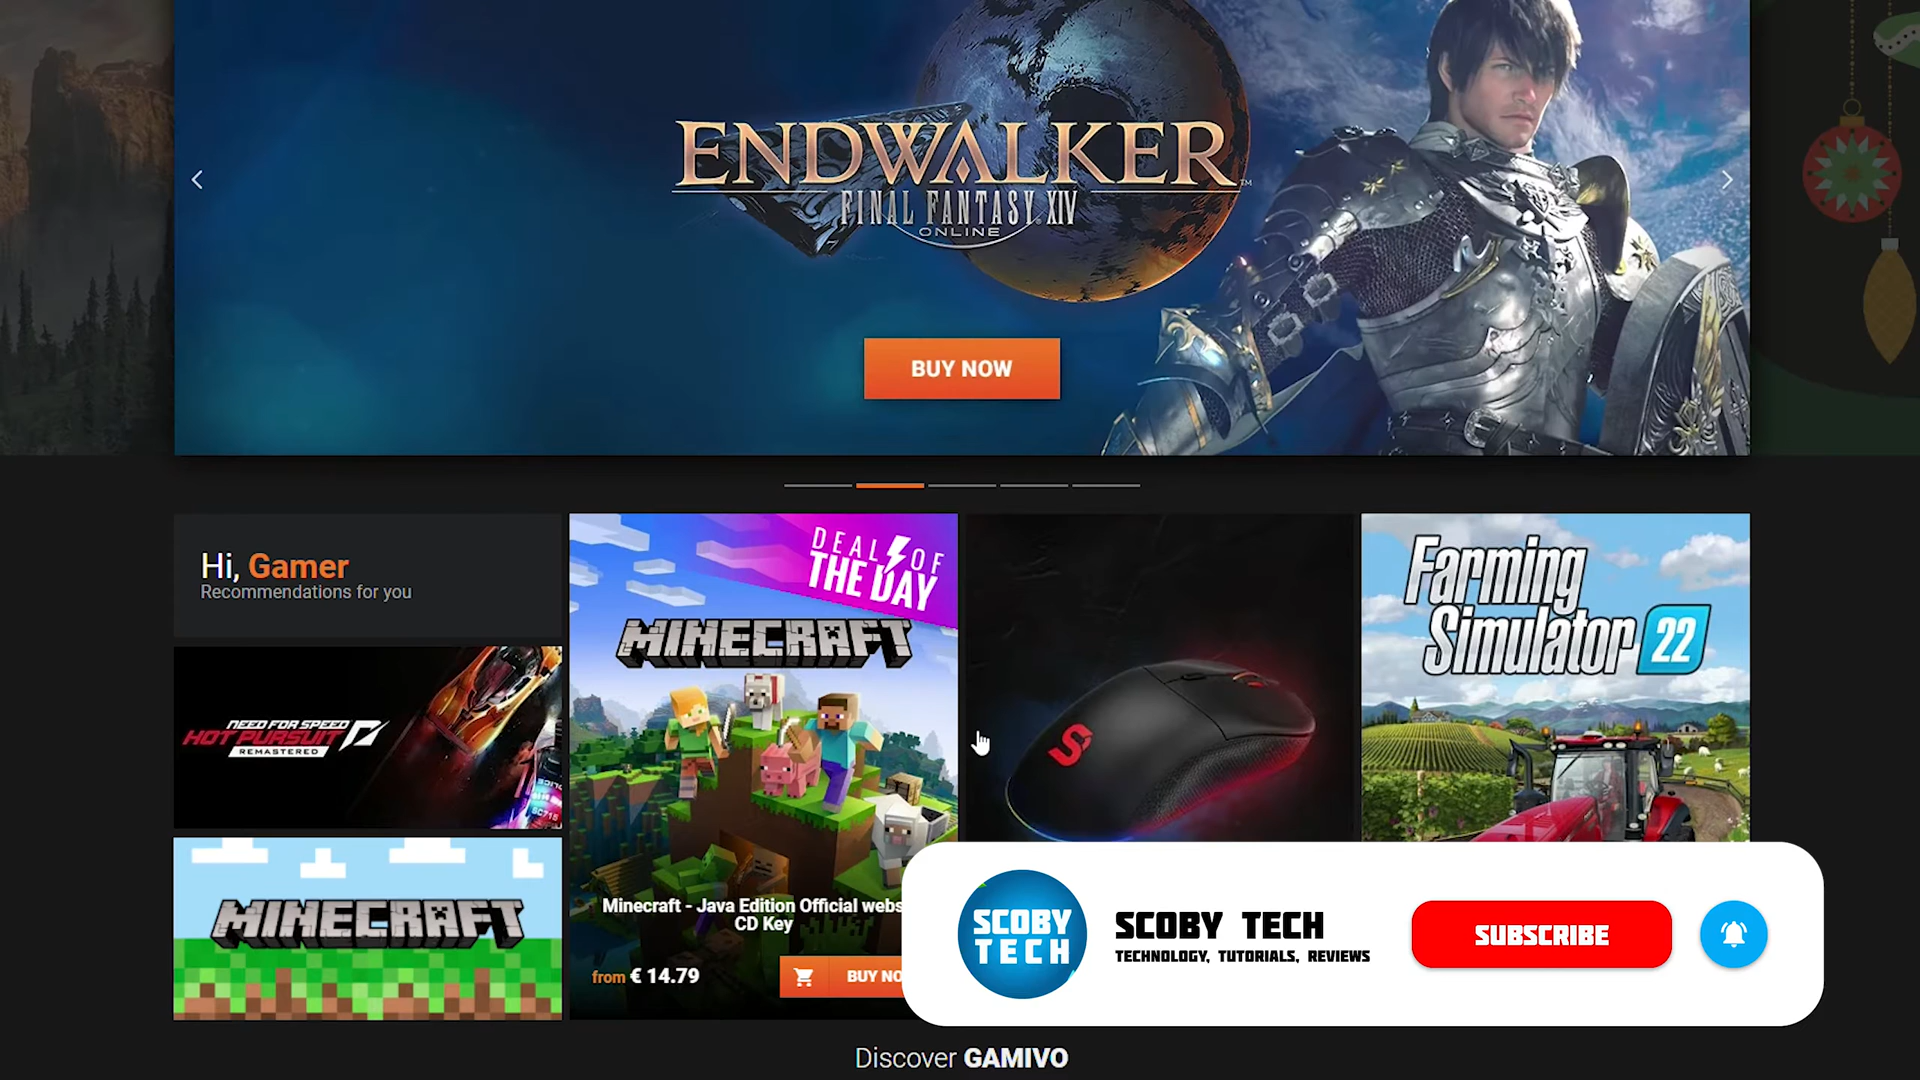 ENDWALKER™
FINAL FANTASY XIV
ONLINE
BUY NOW
Hi, Gamer
Recommendations for you
NEED FOR SPEED
HOT PURSUIT
REMASTERED
MINECRAFT
DEAL OF
THE DAY
MINECRAFT
Minecraft - Java Edition Official webs
CD Key
from € 14.79
BUY NO
Farming
Simulator 22
SCOBY
TECH
SCOBY TECH
TECHNOLOGY, TUTORIALS, REVIEWS
SUBSCRIBE
Discover GAMIVO